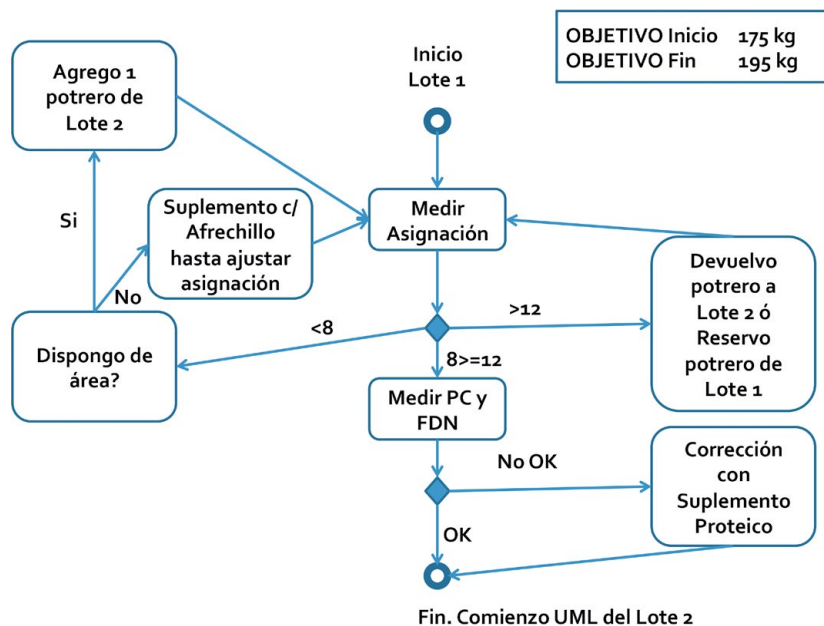 OBJETIVO Inicio 175 kg
OBJETIVO Fin 195 kg
Inicio
Lote 1
Agrego 1
potrero de
Lote 2
Medir
Asignación
Suplemento c/
Afrechillo
hasta ajustar
asignación
Si
No
Devuelvo
potrero a
Lote 2 ó
Reservo
potrero de
Lote 1
Dispongo de
área?
<8
>12
8>=12
Medir PC y
FDN
No OK
Corrección
con
Suplemento
Proteico
OK
Fin. Comienzo UML del Lote 2